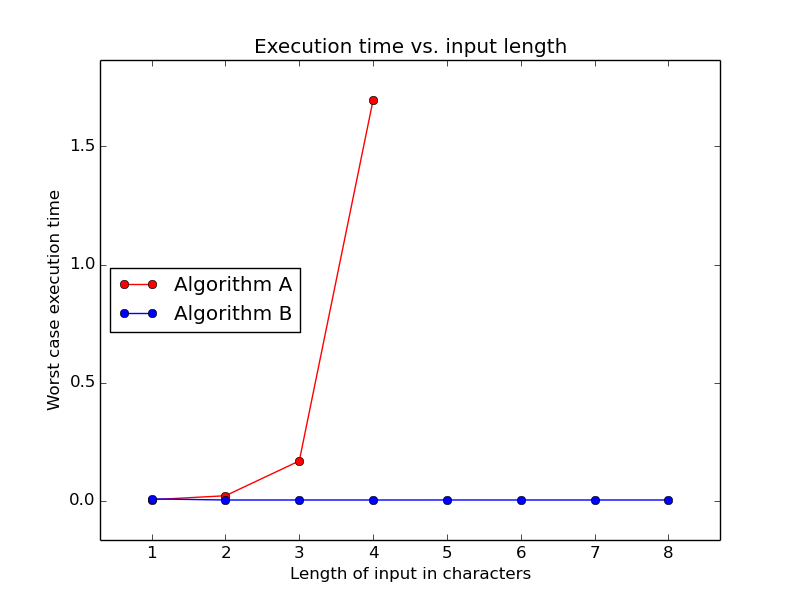 Execution time vs. input length
1.5
1.0
0.5
0.0
Worst case execution time
Algorithm A
Algorithm B
1 2 3 4 5 6 7 8
Length of input in characters